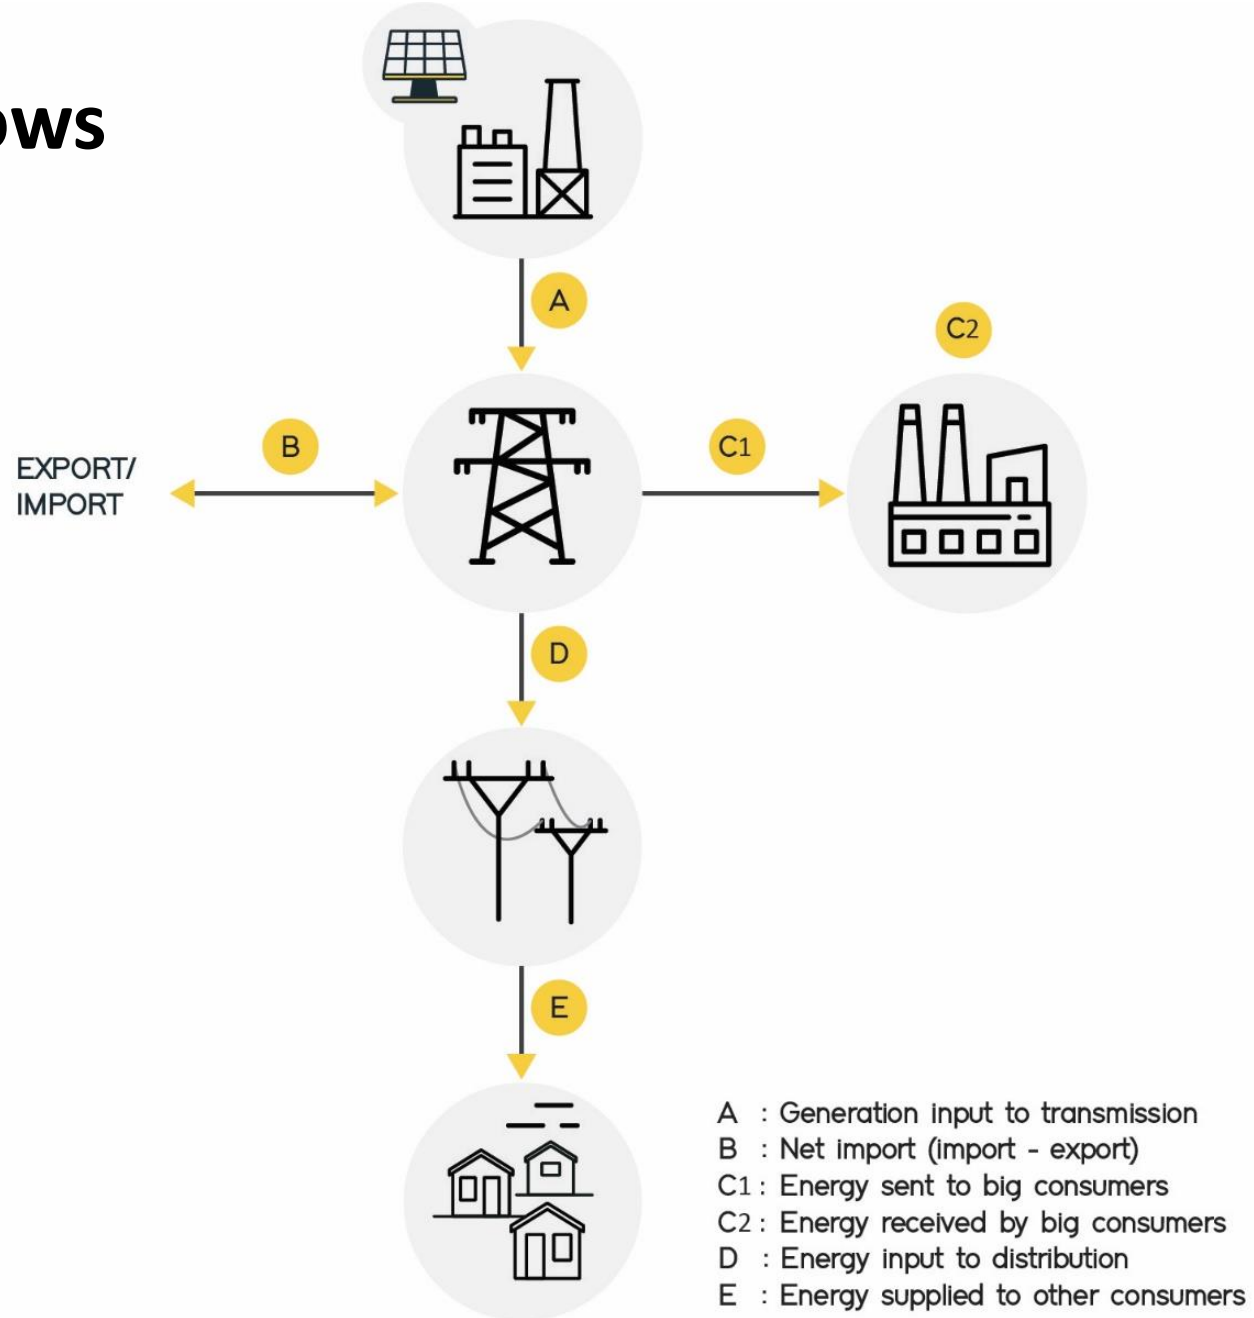 ows
A
C2
B
C1
EXPORT/
IMPORT
D
E
A : Generation input to transmission
B : Net import (import - export)
C1 : Energy sent to big consumers
C2 : Energy received by big consumers
D : Energy input to distribution
E : Energy supplied to other consumers